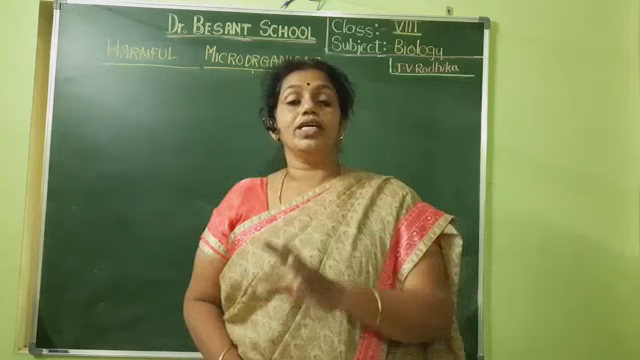 Dr. BESANT SCHOOL
Class:- VIII
Subject:- Biology
J.V Radhika
HARMFUL